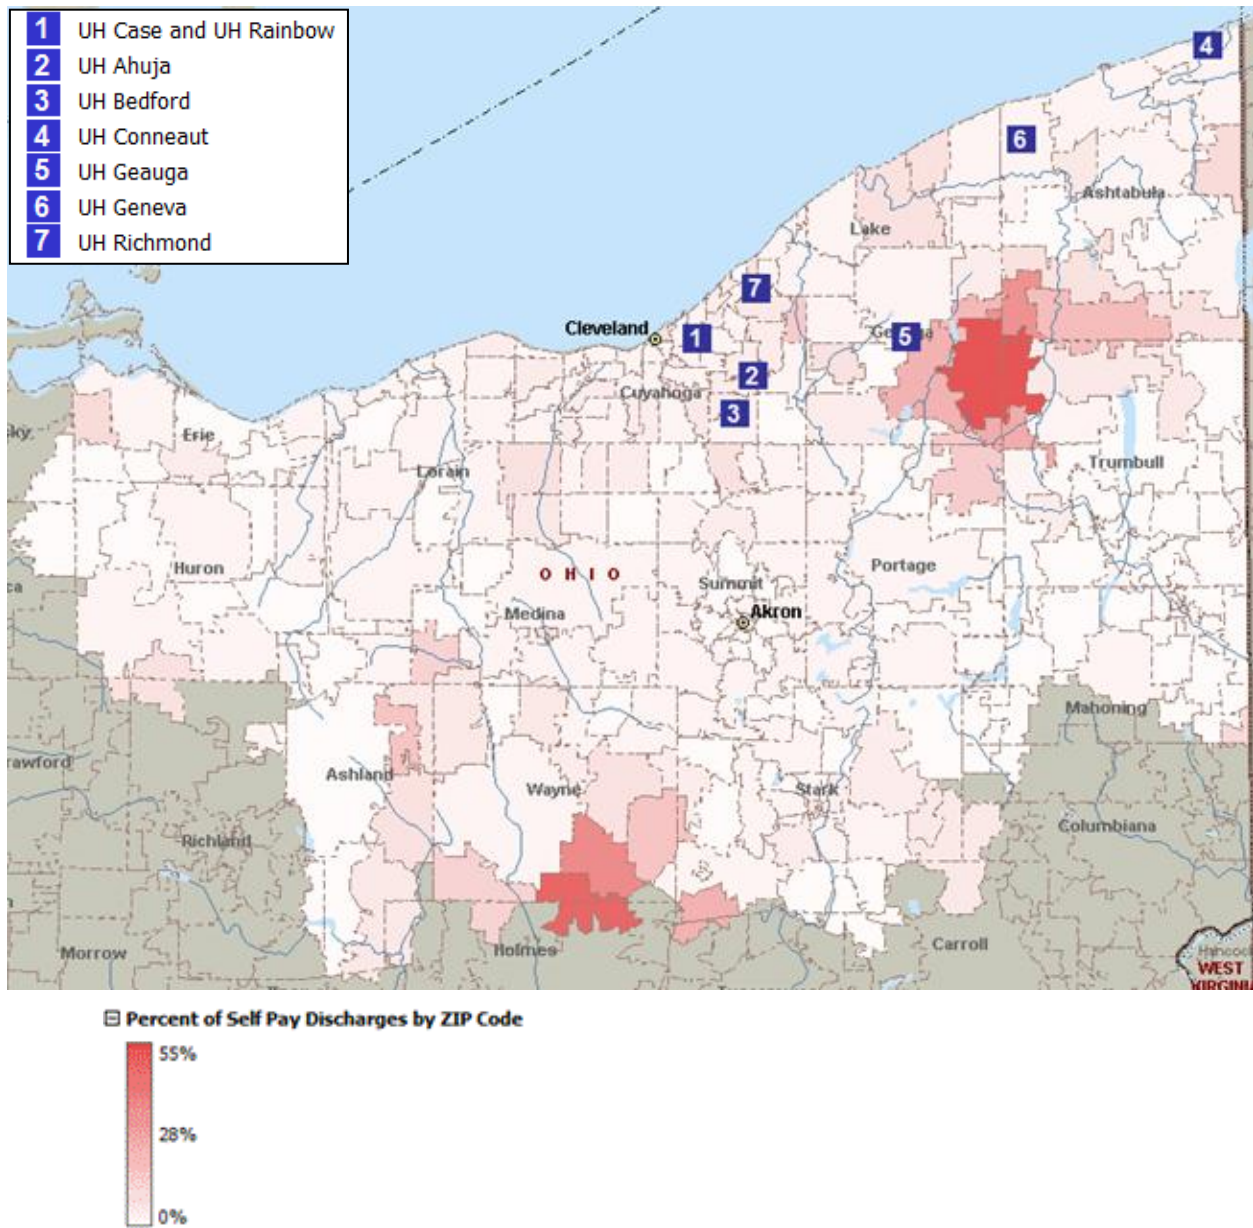 1 UH Case and UH Rainbow
2 UH Ahuja
3 UH Bedford
4 UH Conneaut
5 UH Geauga
6 UH Geneva
7 UH Richmond
4
6
Ashtabula
Lake
7
Cleveland
1
5
2
Cuyahoga
3
Erie
Lorain
Trumbull
Huron
OHIO
Portage
Summit
Medina
Akron
Mahoning
Ashland
Wayne
Stark
Richland
Columbiana
Morrow
Holmes
Carroll
WEST
Percent of Self Pay Discharges by ZIP Code
55%
28%
0%